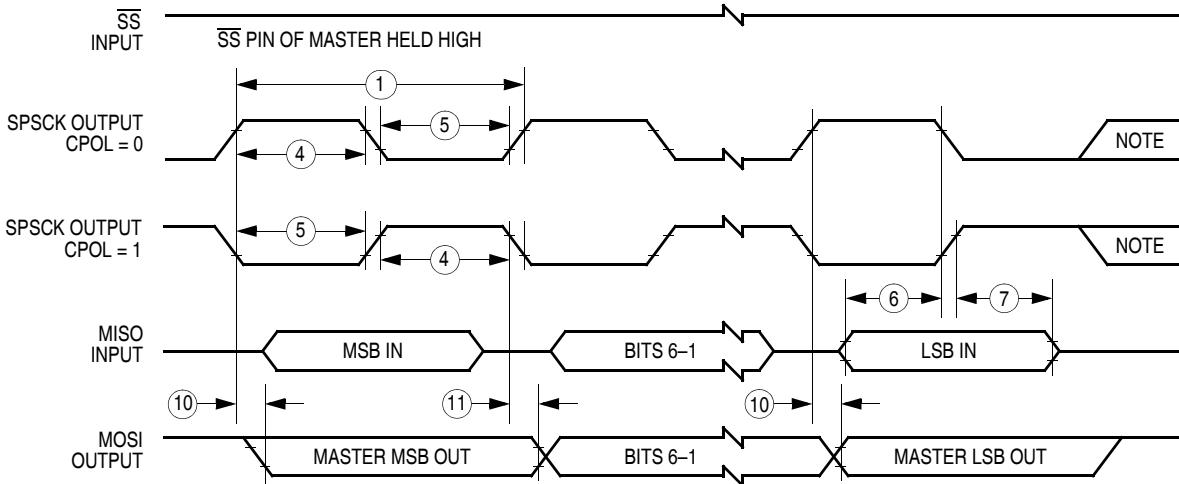 SS
INPUT
SS PIN OF MASTER HELD HIGH
1
SPSCK OUTPUT
CPOL = 0
5
4
NOTE
SPSCK OUTPUT
CPOL = 1
5
4
NOTE
6
7
MISO
INPUT
MSB IN
BITS 6–1
LSB IN
10
11
10
MOSI
OUTPUT
MASTER MSB OUT
BITS 6–1
MASTER LSB OUT